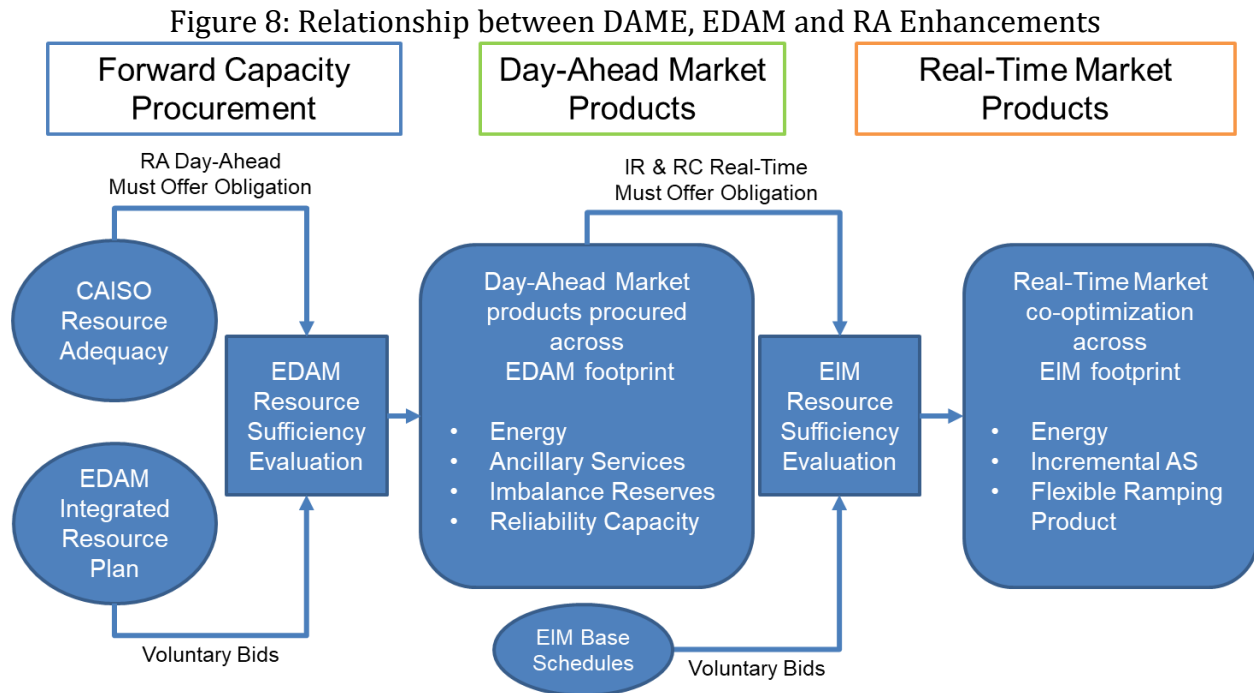 Figure 8: Relationship between DAME, EDAM and RA Enhancements
Forward Capacity
Procurement
Day-Ahead Market
Products
Real-Time Market
Products
RA Day-Ahead
Must Offer Obligation
IR & RC Real-Time
Must Offer Obligation
CAISO
Resource
Adequacy
EDAM
Integrated
Resource
Plan
Voluntary Bids
EDAM
Resource
Sufficiency
Evaluation
Day-Ahead Market
products procured
across
EDAM footprint
• Energy
• Ancillary Services
• Imbalance Reserves
• Reliability Capacity
EIM Base
Schedules
Voluntary Bids
EIM
Resource
Sufficiency
Evaluation
Real-Time Market
co-optimization
across
EIM footprint
• Energy
• Incremental AS
• Flexible Ramping
Product